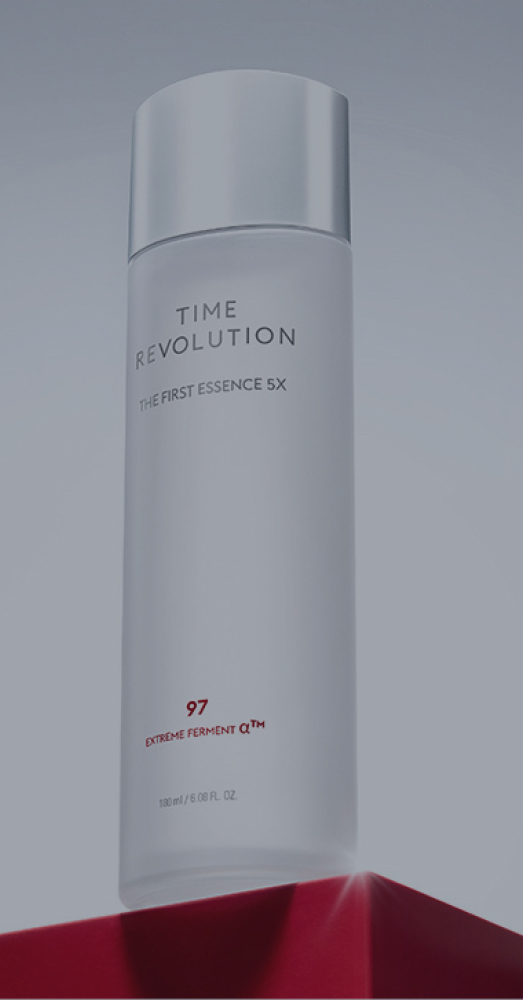 TIME
REVOLUTION
THE FIRST ESSENCE 5X
97
EXTREME FERMENT α™
180 ml / 6.08 FL. OZ.